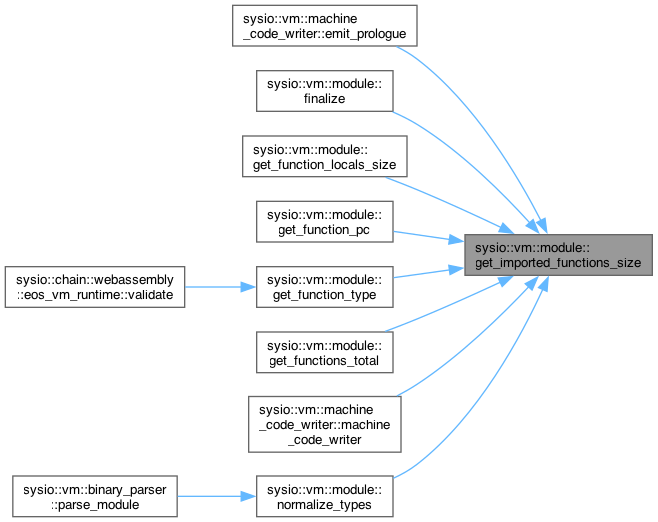 sysio::vm::machine
_code_writer::emit_prologue
sysio::vm::module::
finalize
sysio::vm::module::
get_function_locals_size
sysio::vm::module::
get_function_pc
sysio::vm::module::
get_imported_functions_size
sysio::chain::webassembly
::eos_vm_runtime::validate
sysio::vm::module::
get_function_type
sysio::vm::module::
get_functions_total
sysio::vm::machine
_code_writer::machine
_code_writer
sysio::vm::binary_parser
::parse_module
sysio::vm::module::
normalize_types